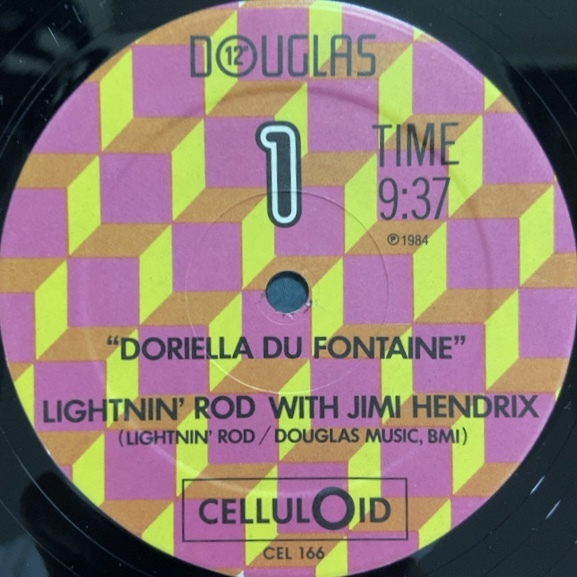 DOUGLAS
12"
1
TIME
9:37
℗1984
"DORIELLA DU FONTAINE"
LIGHTNIN' ROD WITH JIMI HENDRIX
(LIGHTNIN' ROD / DOUGLAS MUSIC, BMI)
CELLULOID
CEL 166